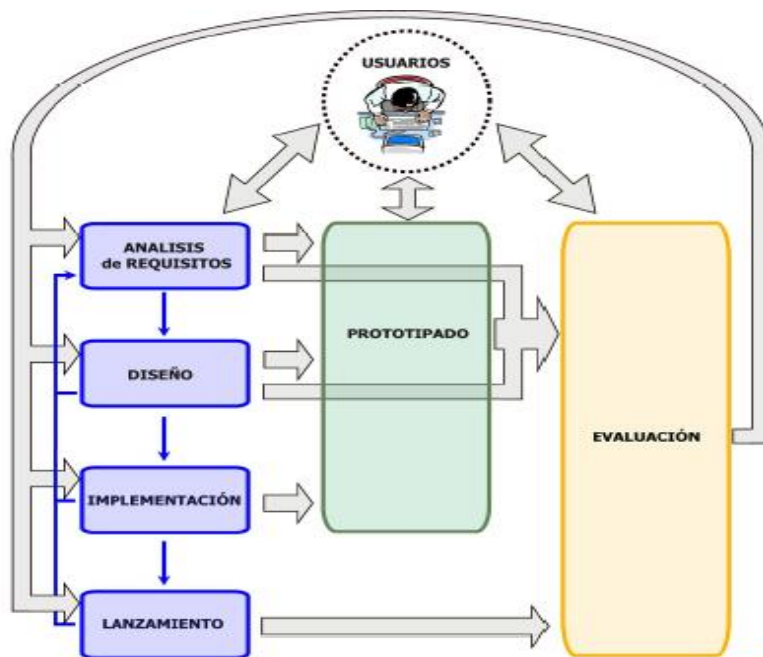 USUARIOS
ANALISIS
de REQUISITOS
PROTOTIPADO
DISEÑO
EVALUACIÓN
IMPLEMENTACIÓN
LANZAMIENTO